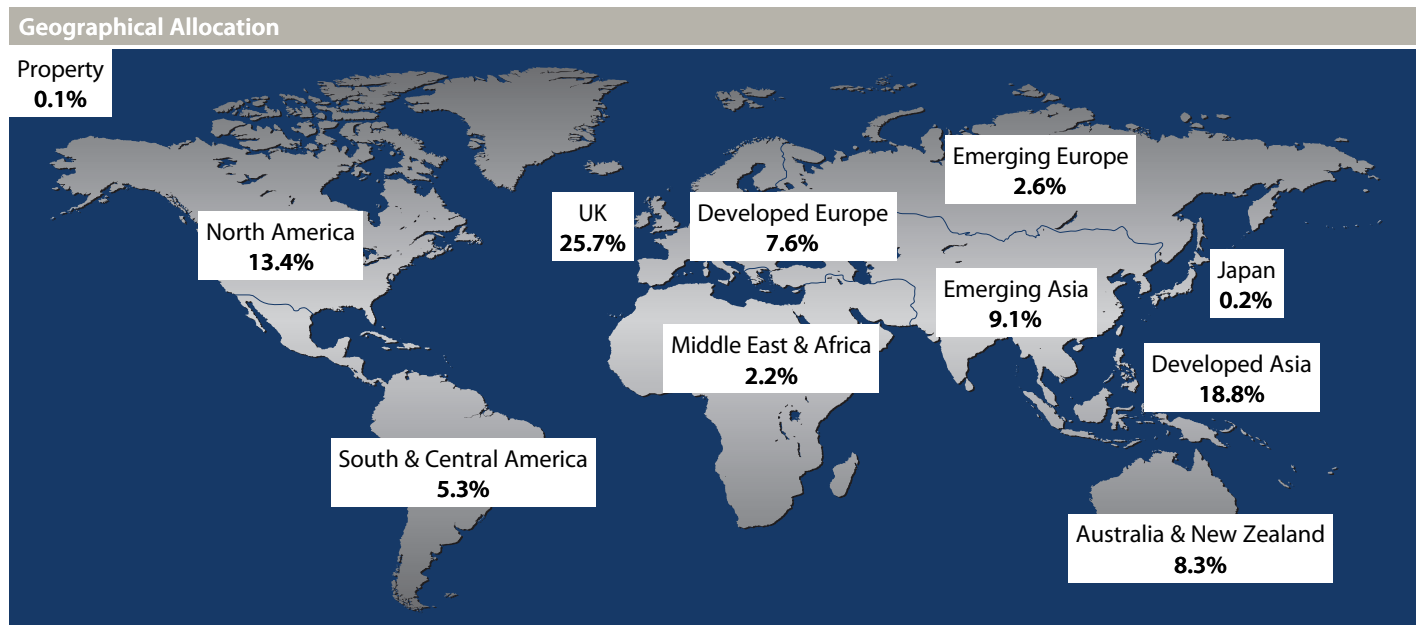 Geographical Allocation
Property
0.1%
Emerging Europe
2.6%
UK
25.7%
Developed Europe
7.6%
North America
13.4%
Japan
0.2%
Emerging Asia
9.1%
Middle East & Africa
2.2%
Developed Asia
18.8%
South & Central America
5.3%
Australia & New Zealand
8.3%